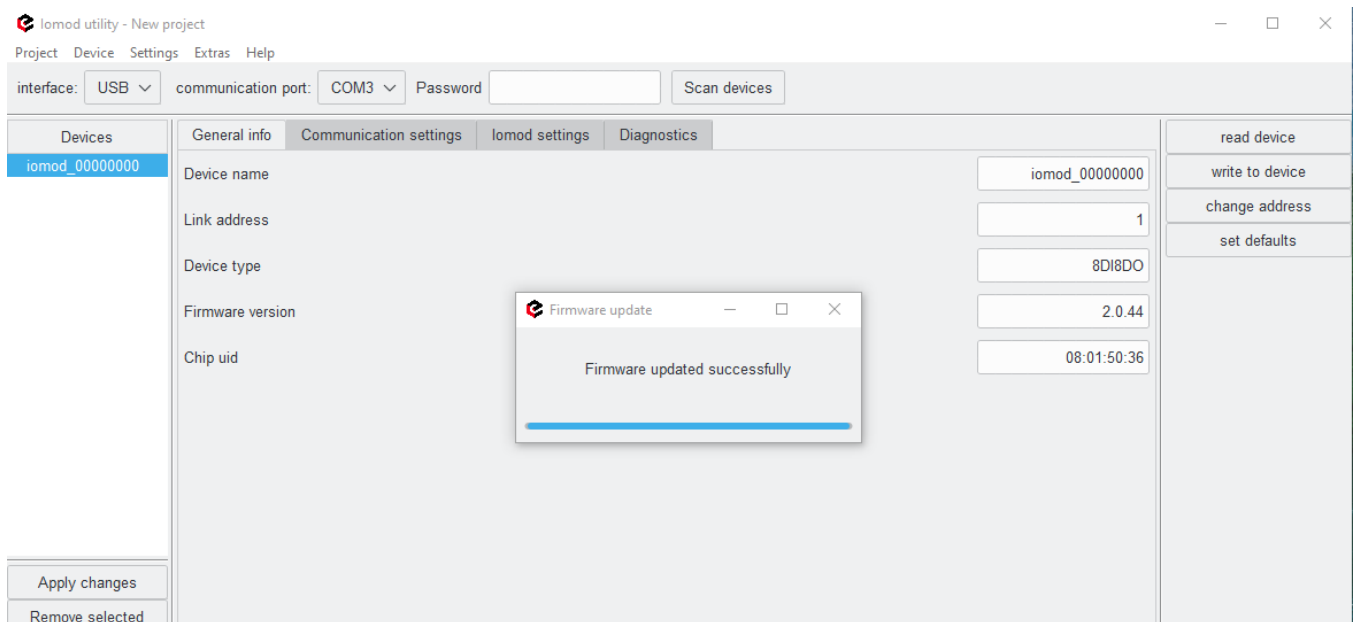 Iomod utility - New project
Project Device Settings Extras Help
interface: USB communication port: COM3 Password Scan devices
Devices
iomod_00000000
General info Communication settings Iomod settings Diagnostics
Device name iomod_00000000
Link address 1
Device type 8DI8DO
Firmware version 2.0.44
Chip uid 08:01:50:36
Firmware update
Firmware updated successfully
read device
write to device
change address
set defaults
Apply changes
Remove selected